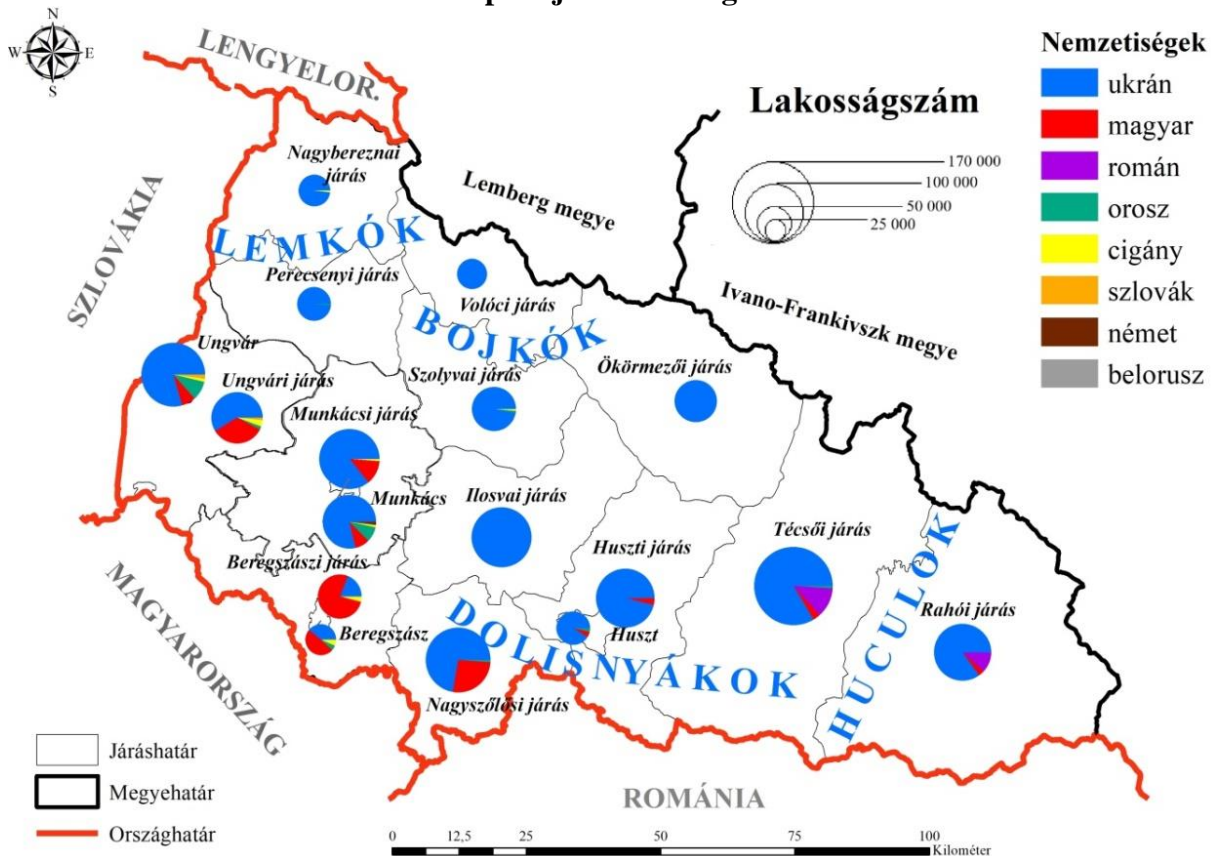 N
W
E
S
LENGYELOR.
SZLOVÁKIA
MAGYARORSZÁG
ROMÁNIA
Lemberg megye
Ivano-Frankivszk megye
Nagybereznai
járás
LEMKÓK
Perecsenyi járás
Volóci járás
BOJKÓK
Ungvár
Ungvári járás
Szolyvai járás
Ökörmezői járás
Munkácsi járás
Munkács
Ilosvai járás
Huszti járás
Técsői járás
Beregszászi járás
Beregszász
DOLISNYÁKOK
Huszt
HUCULOK
Rahói járás
Nagyszőlősi járás
Lakosságszám
170 000
100 000
50 000
25 000
Nemzetiségek
ukrán
magyar
román
orosz
cigány
szlovák
német
belorusz
Járáshatár
Megyehatár
Országhatár
0 12,5 25 50 75 100
Kilométer